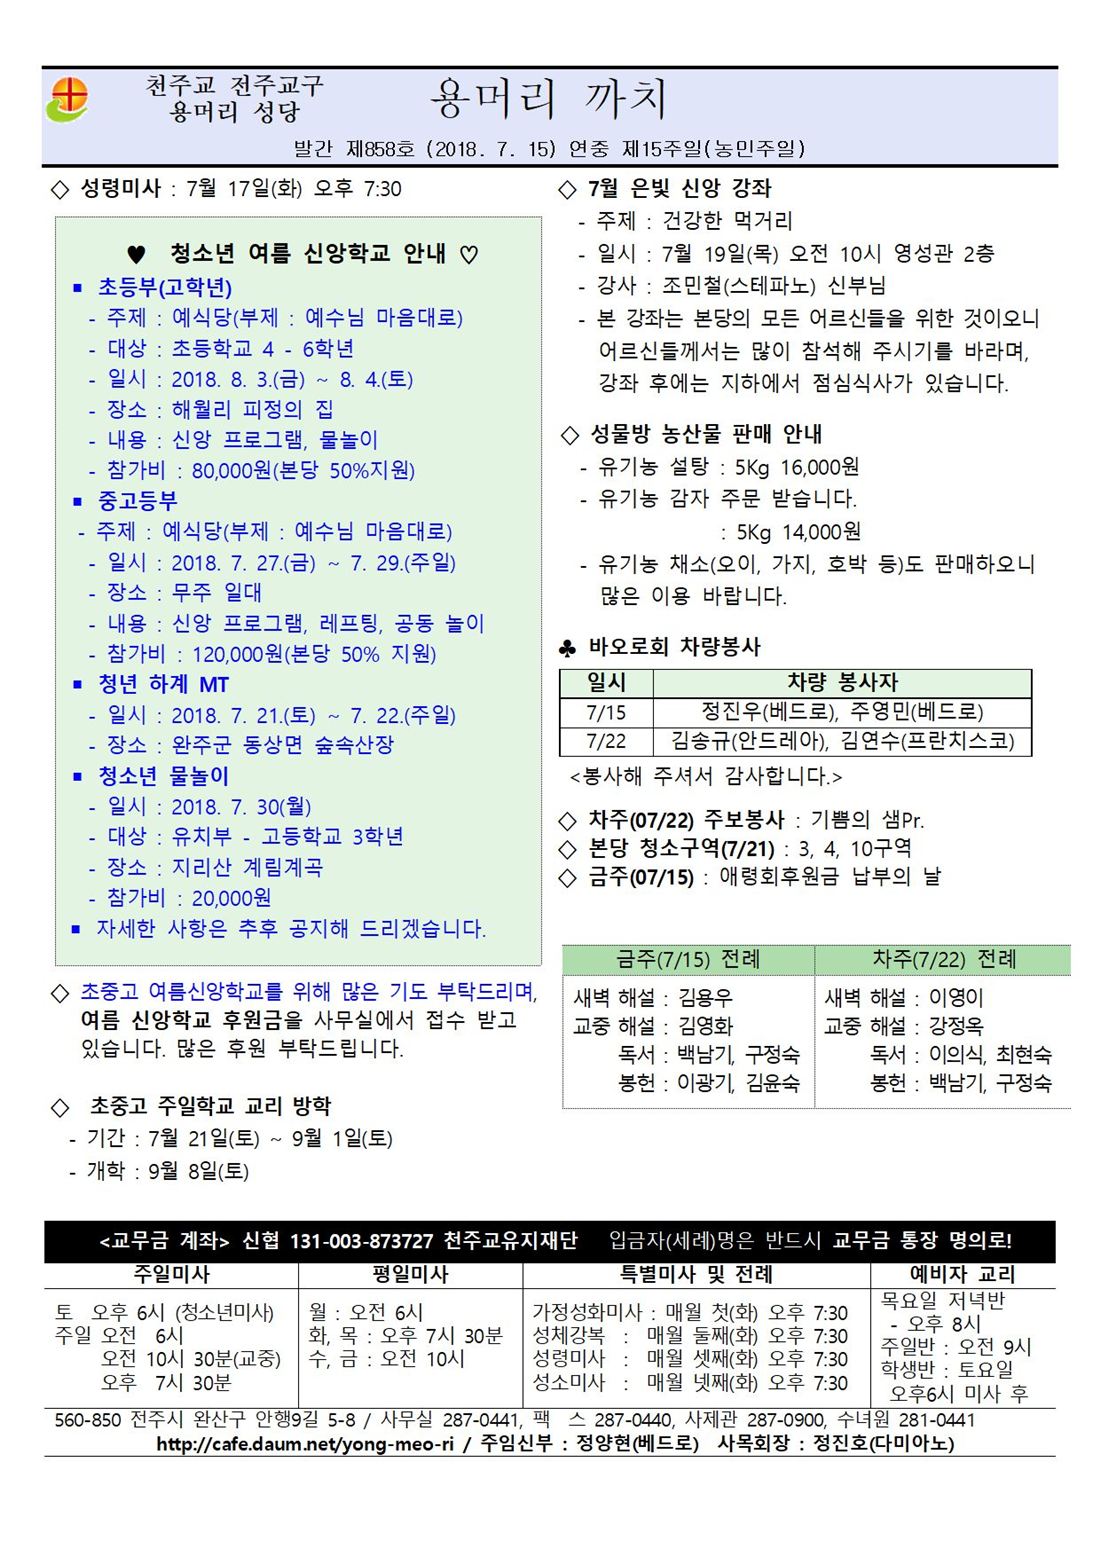 천주교 전주교구
용머리 성당
용머리 까치
발간 제858호 (2018. 7. 15) 연중 제15주일(농민주일)
◇ 성령미사 : 7월 17일(화) 오후 7:30
♥ 청소년 여름 신앙학교 안내 ♡
▪ 초등부(고학년)
- 주제 : 예식당(부제 : 예수님 마음대로)
- 대상 : 초등학교 4 - 6학년
- 일시 : 2018. 8. 3.(금) ~ 8. 4.(토)
- 장소 : 해월리 피정의 집
- 내용 : 신앙 프로그램, 물놀이
- 참가비 : 80,000원(본당 50%지원)
▪ 중고등부
- 주제 : 예식당(부제 : 예수님 마음대로)
- 일시 : 2018. 7. 27.(금) ~ 7. 29.(주일)
- 장소 : 무주 일대
- 내용 : 신앙 프로그램, 레프팅, 공동 놀이
- 참가비 : 120,000원(본당 50% 지원)
▪ 청년 하계 MT
- 일시 : 2018. 7. 21.(토) ~ 7. 22.(주일)
- 장소 : 완주군 동상면 숲속산장
▪ 청소년 물놀이
- 일시 : 2018. 7. 30(월)
- 대상 : 유치부 - 고등학교 3학년
- 장소 : 지리산 계림계곡
- 참가비 : 20,000원
▪ 자세한 사항은 추후 공지해 드리겠습니다.
◇ 초중고 여름신앙학교를 위해 많은 기도 부탁드리며,
여름 신앙학교 후원금을 사무실에서 접수 받고
있습니다. 많은 후원 부탁드립니다.
◇ 초중고 주일학교 교리 방학
- 기간 : 7월 21일(토) ~ 9월 1일(토)
- 개학 : 9월 8일(토)
◇ 7월 은빛 신앙 강좌
- 주제 : 건강한 먹거리
- 일시 : 7월 19일(목) 오전 10시 영성관 2층
- 강사 : 조민철(스테파노) 신부님
- 본 강좌는 본당의 모든 어르신들을 위한 것이오니
어르신들께서는 많이 참석해 주시기를 바라며,
강좌 후에는 지하에서 점심식사가 있습니다.
◇ 성물방 농산물 판매 안내
- 유기농 설탕 : 5Kg 16,000원
- 유기농 감자 주문 받습니다.
: 5Kg 14,000원
- 유기농 채소(오이, 가지, 호박 등)도 판매하오니
많은 이용 바랍니다.
♣ 바오로회 차량봉사
일시 차량 봉사자
7/15 정진우(베드로), 주영민(베드로)
7/22 김송규(안드레아), 김연수(프란치스코)
<봉사해 주셔서 감사합니다.>
◇ 차주(07/22) 주보봉사 : 기쁨의 샘Pr.
◇ 본당 청소구역(7/21) : 3, 4, 10구역
◇ 금주(07/15) : 애령회후원금 납부의 날
금주(7/15) 전례 차주(7/22) 전례
새벽 해설 : 김용우 새벽 해설 : 이영이
교중 해설 : 김영화 교중 해설 : 강정옥
독서 : 백남기, 구정숙 독서 : 이의식, 최현숙
봉헌 : 이광기, 김윤숙 봉헌 : 백남기, 구정숙
<교무금 계좌> 신협 131-003-873727 천주교유지재단 입금자(세례)명은 반드시 교무금 통장 명의로!
주일미사 평일미사 특별미사 및 전례 예비자 교리
토 오후 6시 (청소년미사)
주일 오전 6시
오전 10시 30분(교중)
오후 7시 30분
월 : 오전 6시
화, 목 : 오후 7시 30분
수, 금 : 오전 10시
가정성화미사 : 매월 첫(화) 오후 7:30
성체강복 : 매월 둘째(화) 오후 7:30
성령미사 : 매월 셋째(화) 오후 7:30
성소미사 : 매월 넷째(화) 오후 7:30
목요일 저녁반
- 오후 8시
주일반 : 오전 9시
학생반 : 토요일
오후6시 미사 후
560-850 전주시 완산구 안행9길 5-8 / 사무실 287-0441, 팩 스 287-0440, 사제관 287-0900, 수녀원 281-0441
http://cafe.daum.net/yong-meo-ri / 주임신부 : 정양현(베드로) 사목회장 : 정진호(다미아노)